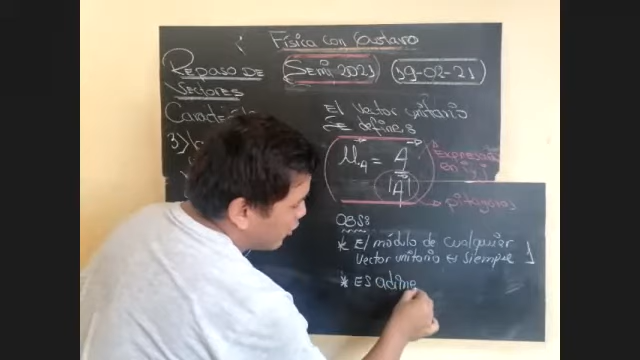 Física con Gustavo
Repaso de
Vectores
Semi 2021
19-02-21
El vector unitario
se define:
μ⃗_A = A⃗ / |A⃗|
Expresión
en i y j
pitágoras
OBS:
* El módulo de cualquier
vector unitario es siempre 1
* Es adime